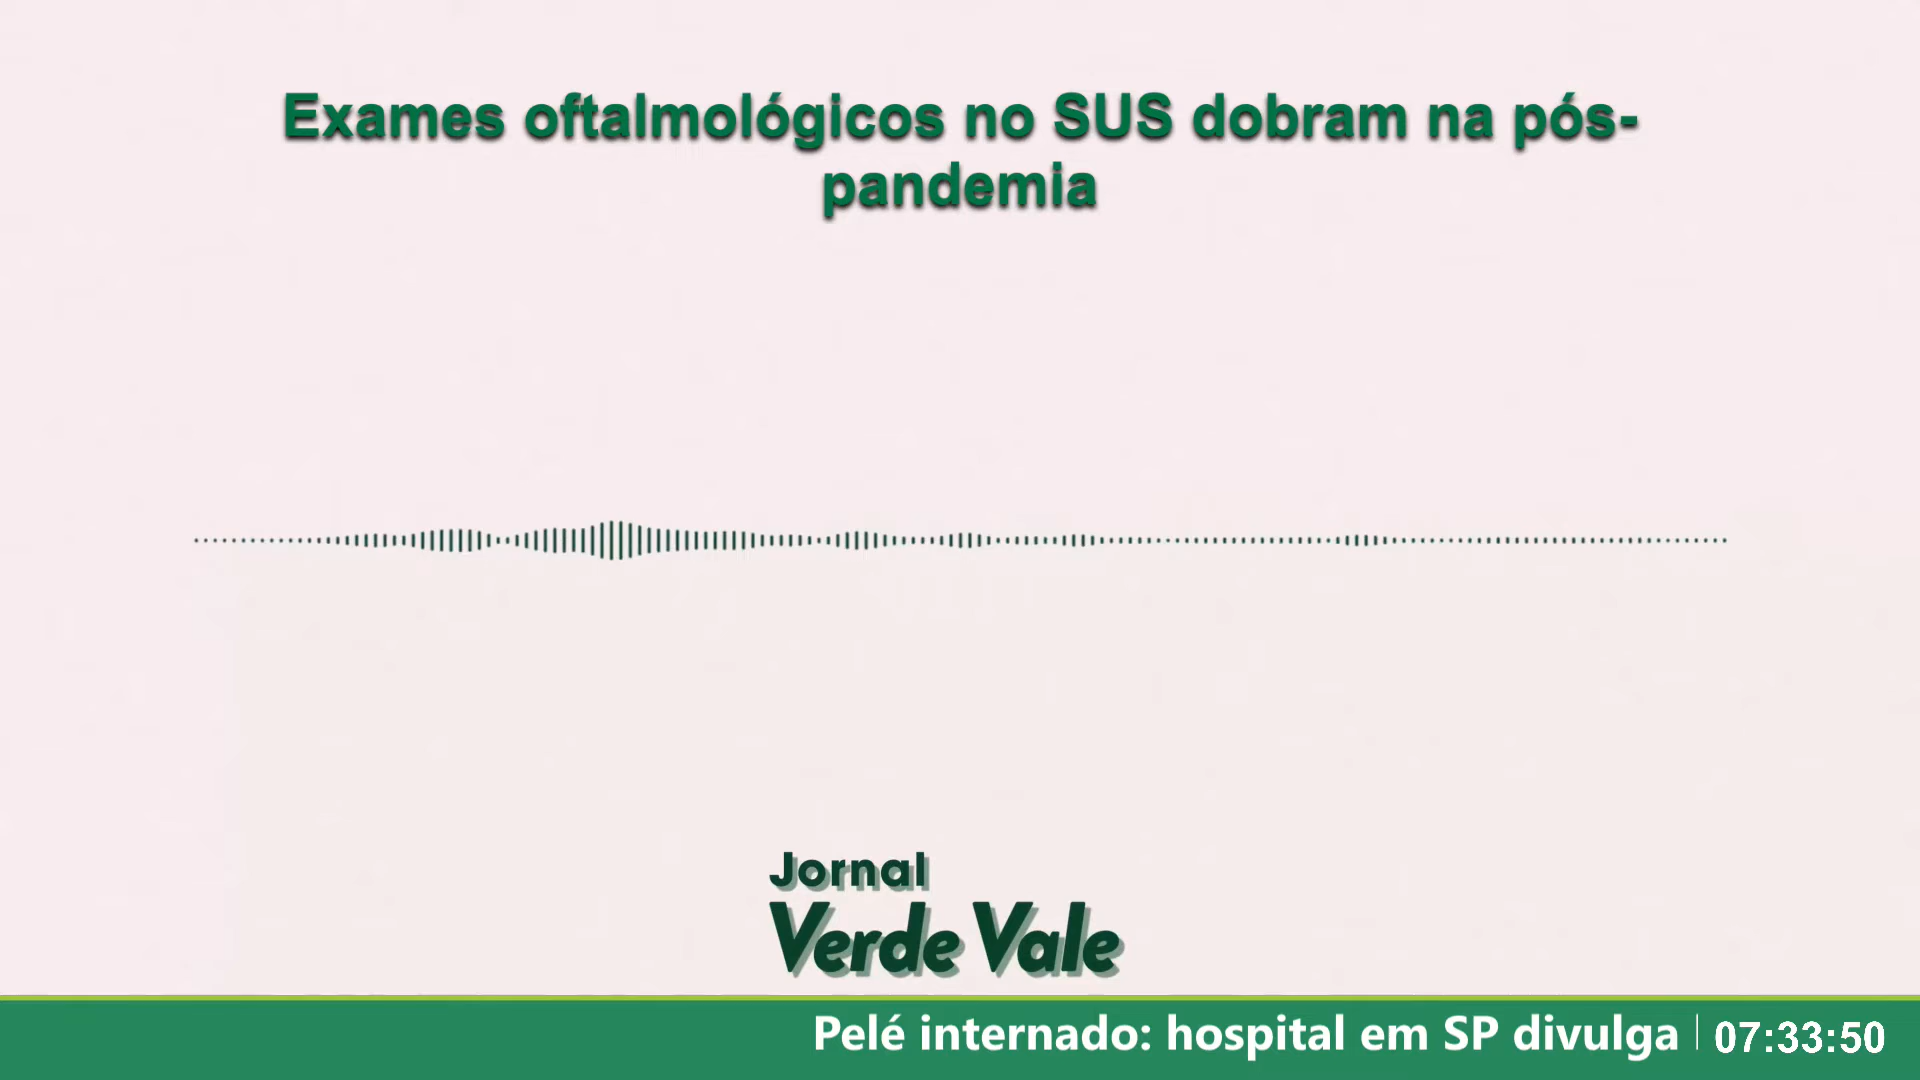 Exames oftalmológicos no SUS dobram na pós-
pandemia
Jornal
Verde Vale
Pelé internado: hospital em SP divulga
07:33:50